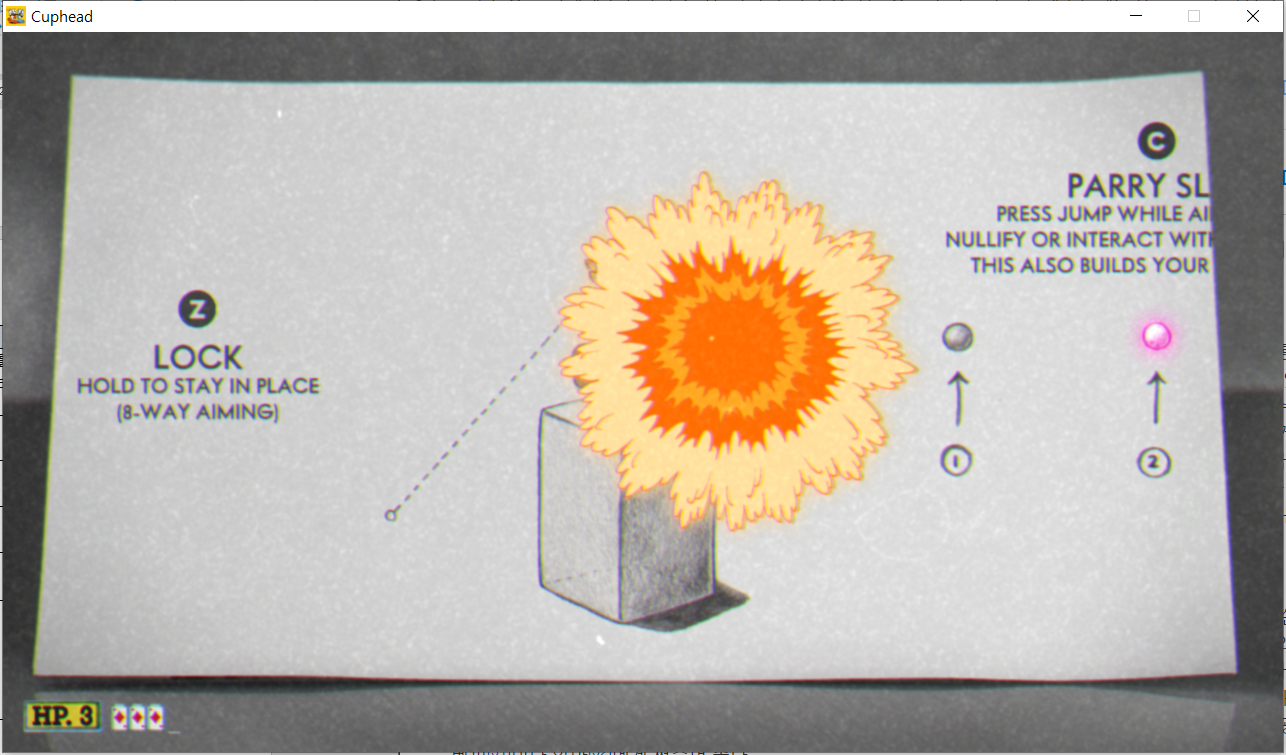 Cuphead
Z
LOCK
HOLD TO STAY IN PLACE
(8-WAY AIMING)
C
PARRY SL
PRESS JUMP WHILE AI
NULLIFY OR INTERACT WITH
THIS ALSO BUILDS YOUR
1
2
HP. 3